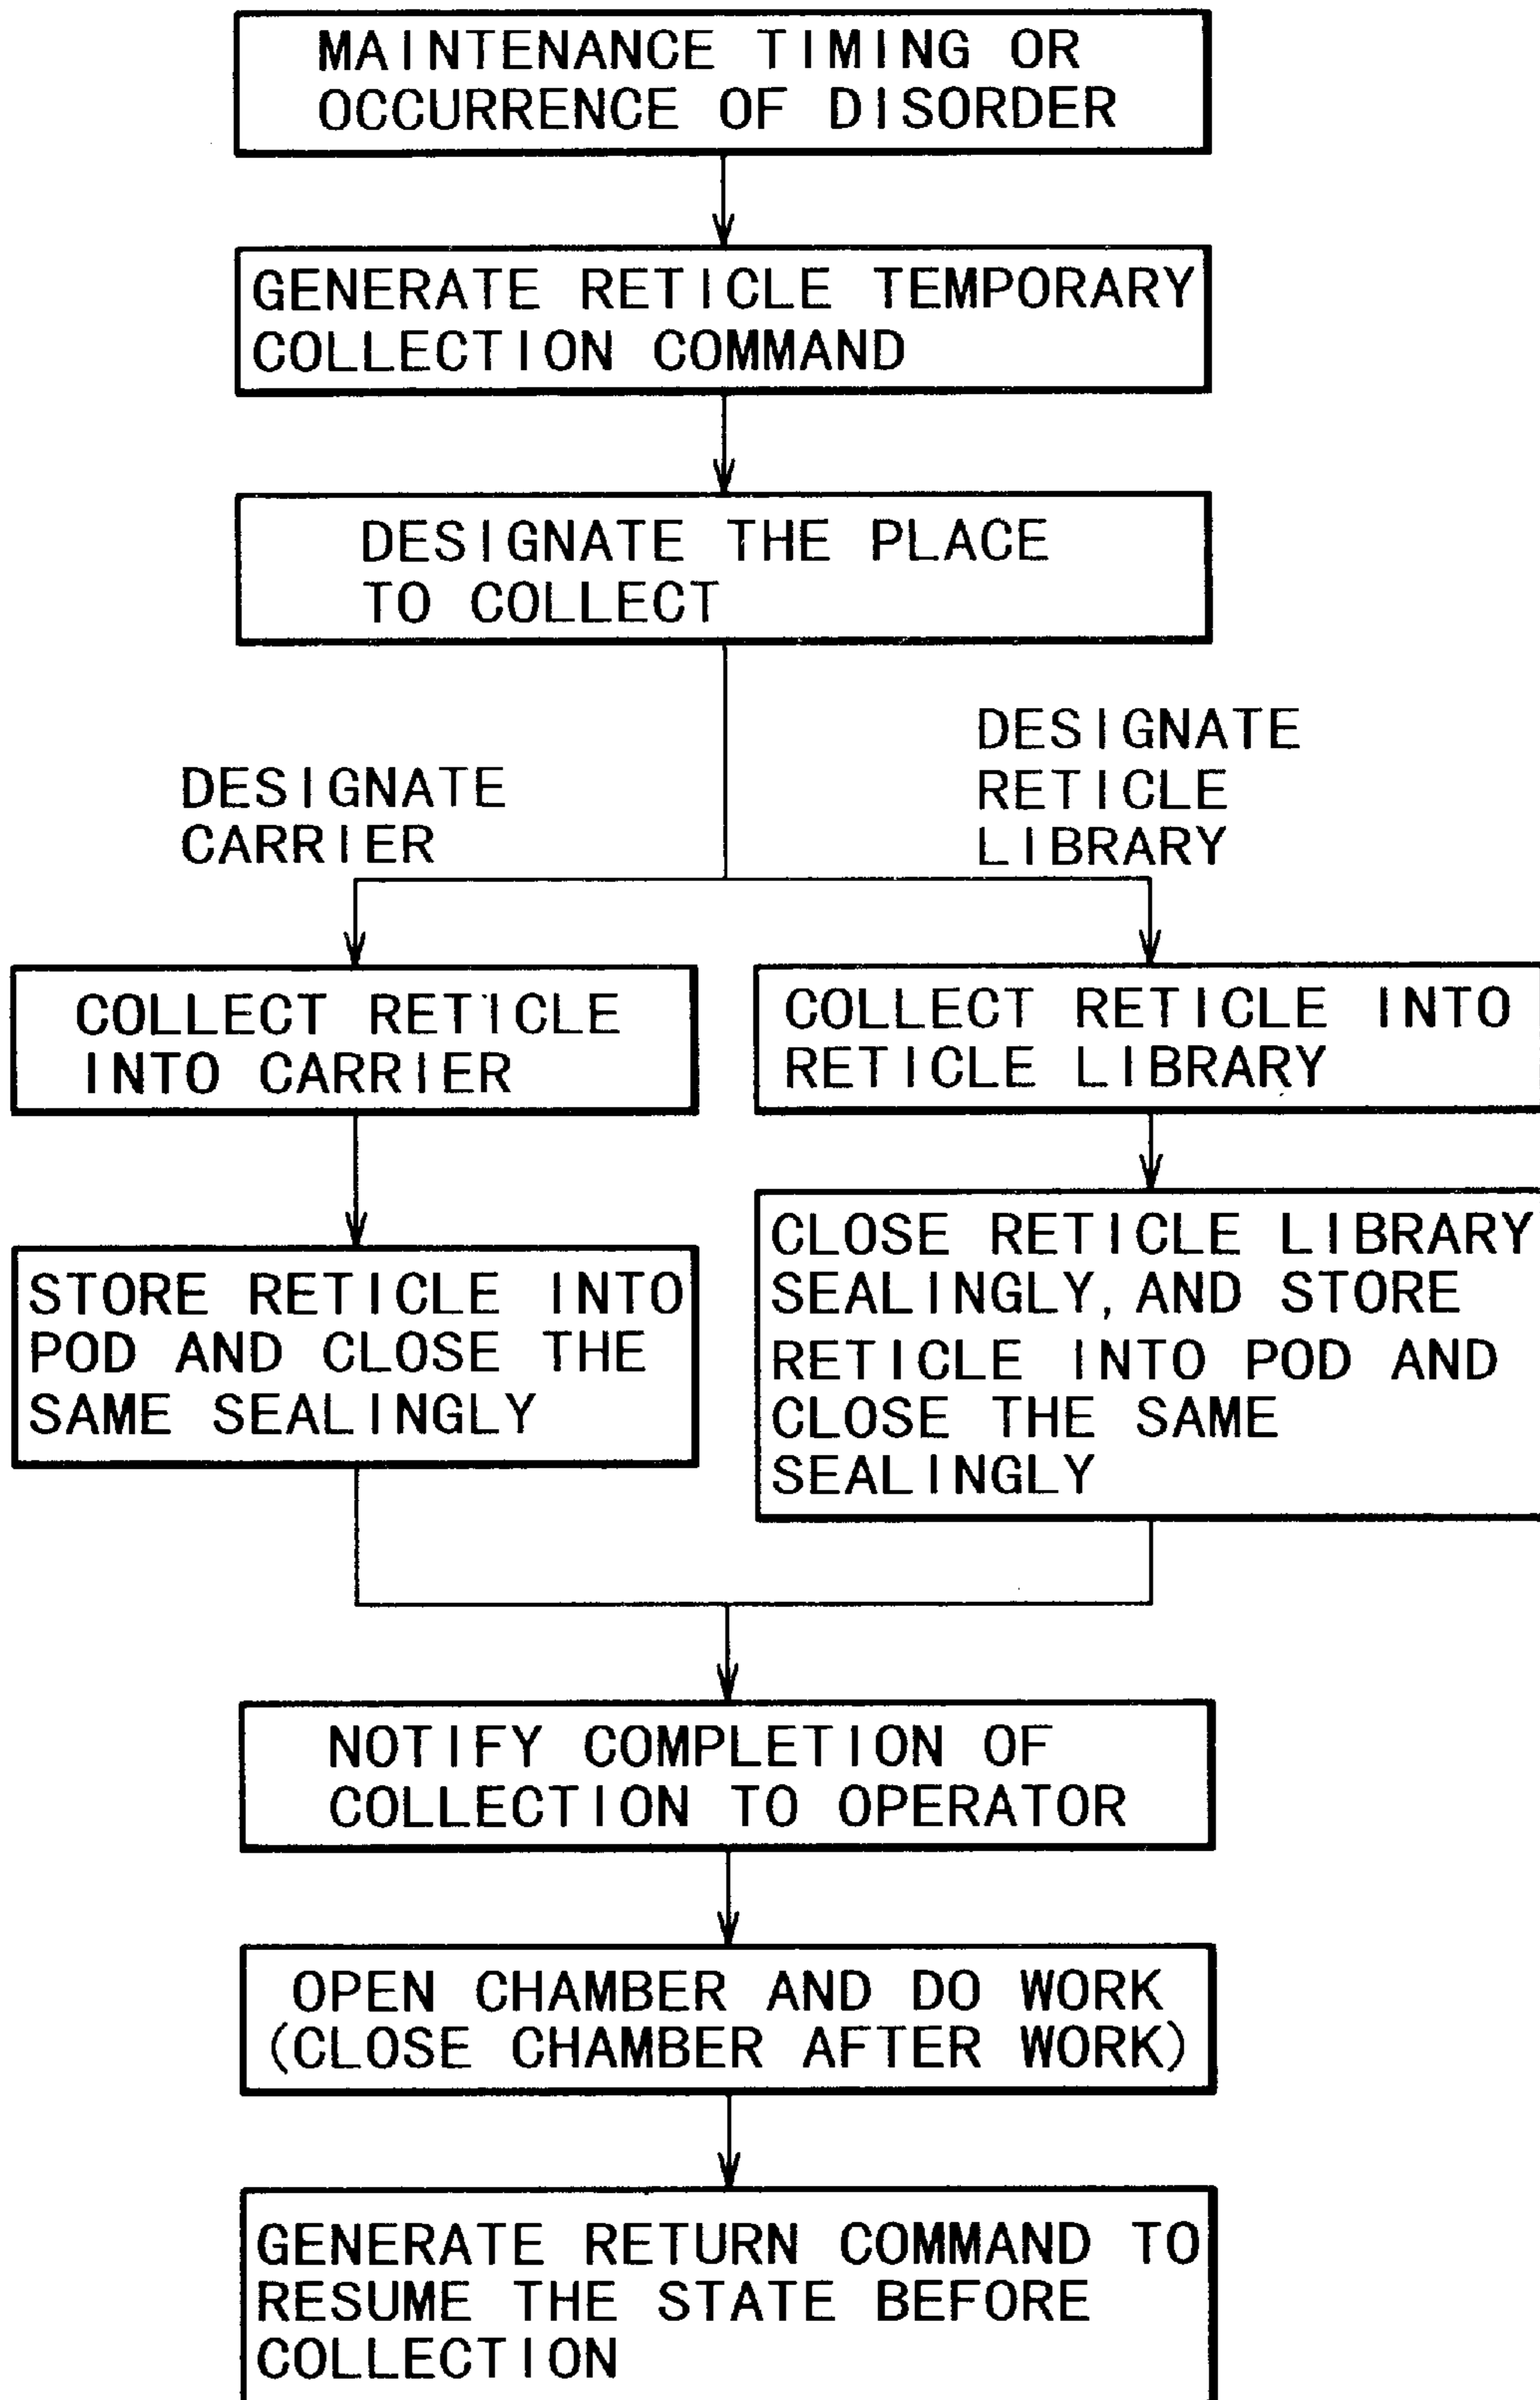 MAINTENANCE TIMING OR
OCCURRENCE OF DISORDER
GENERATE RETICLE TEMPORARY
COLLECTION COMMAND
DESIGNATE THE PLACE
TO COLLECT
DESIGNATE
CARRIER
DESIGNATE
RETICLE
LIBRARY
COLLECT RETICLE
INTO CARRIER
COLLECT RETICLE INTO
RETICLE LIBRARY
STORE RETICLE INTO
POD AND CLOSE THE
SAME SEALINGLY
CLOSE RETICLE LIBRARY
SEALINGLY, AND STORE
RETICLE INTO POD AND
CLOSE THE SAME
SEALINGLY
NOTIFY COMPLETION OF
COLLECTION TO OPERATOR
OPEN CHAMBER AND DO WORK
(CLOSE CHAMBER AFTER WORK)
GENERATE RETURN COMMAND TO
RESUME THE STATE BEFORE
COLLECTION